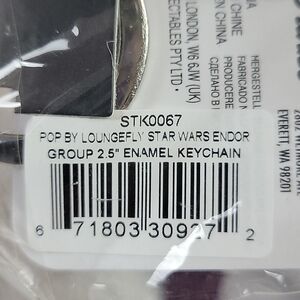 LONDON, W6 6JW (UK)
ECTABLES PTY LTD •
CHINE
EN CHINA
HERGESTELL
FABRICADO
PRODUCERE
EVERETT, WA 98201
STK0067
POP BY LOUNGEFLY STAR WARS ENDOR
GROUP 2.5" ENAMEL KEYCHAIN
6 71803 30927 2